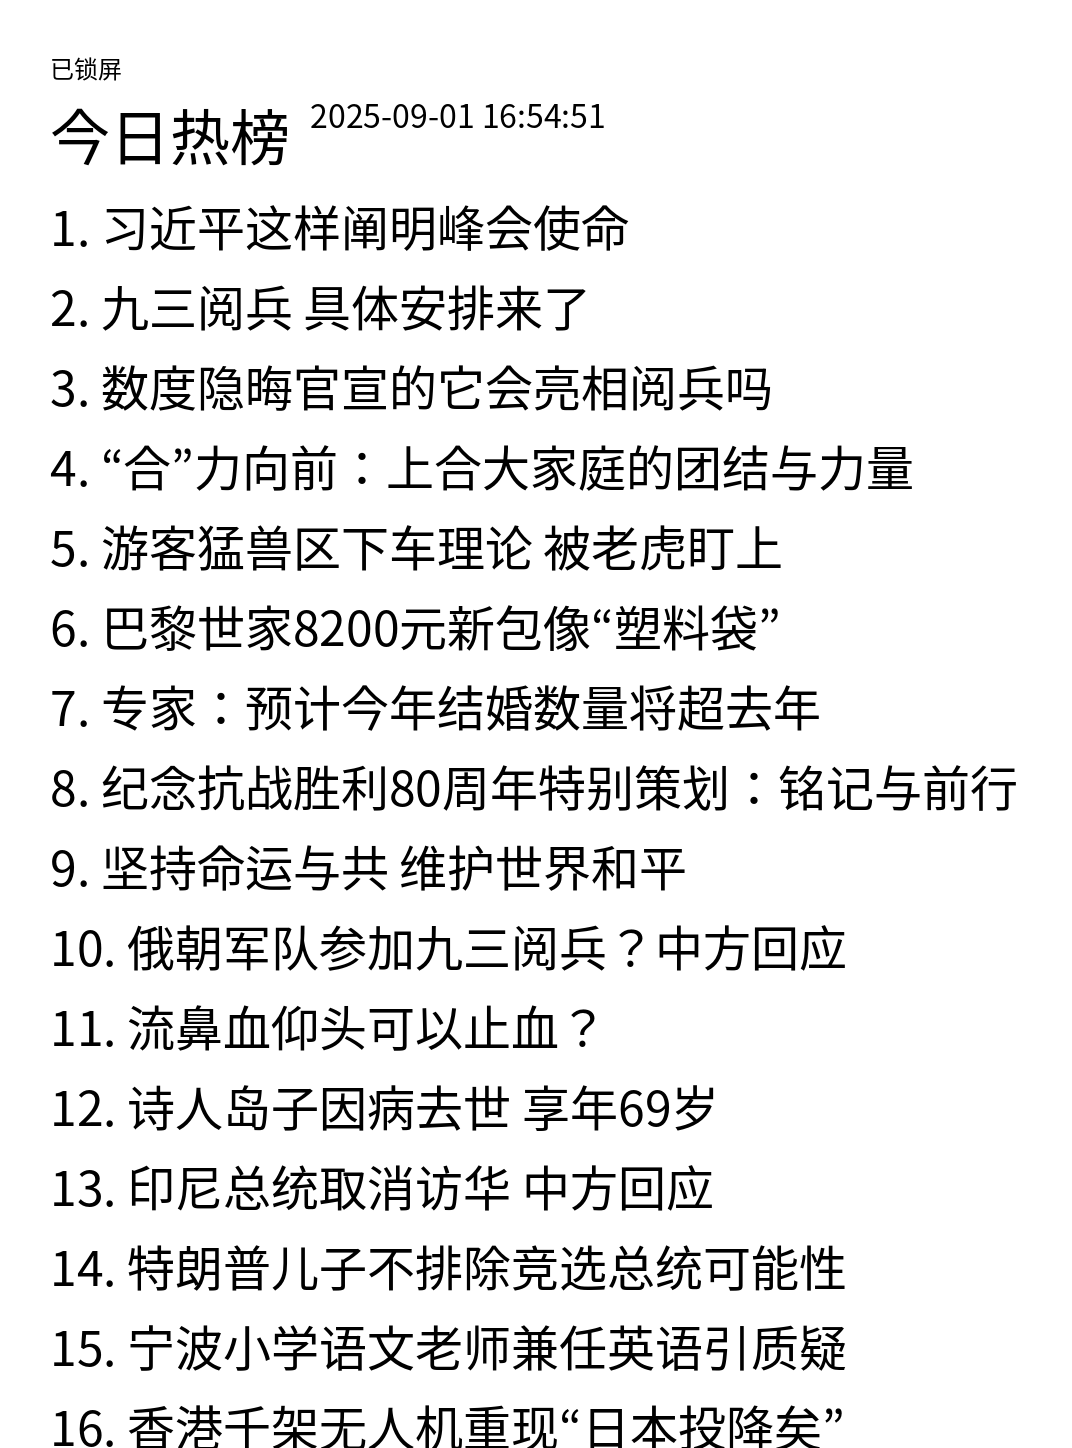 已锁屏
今日热榜 2025-09-01 16:54:51
1. 习近平这样阐明峰会使命
2. 九三阅兵 具体安排来了
3. 数度隐晦官宣的它会亮相阅兵吗
4. “合”力向前：上合大家庭的团结与力量
5. 游客猛兽区下车理论 被老虎盯上
6. 巴黎世家8200元新包像“塑料袋”
7. 专家：预计今年结婚数量将超去年
8. 纪念抗战胜利80周年特别策划：铭记与前行
9. 坚持命运与共 维护世界和平
10. 俄朝军队参加九三阅兵？中方回应
11. 流鼻血仰头可以止血？
12. 诗人岛子因病去世 享年69岁
13. 印尼总统取消访华 中方回应
14. 特朗普儿子不排除竞选总统可能性
15. 宁波小学语文老师兼任英语引质疑
16. 香港千架无人机重现“日本投降矣”